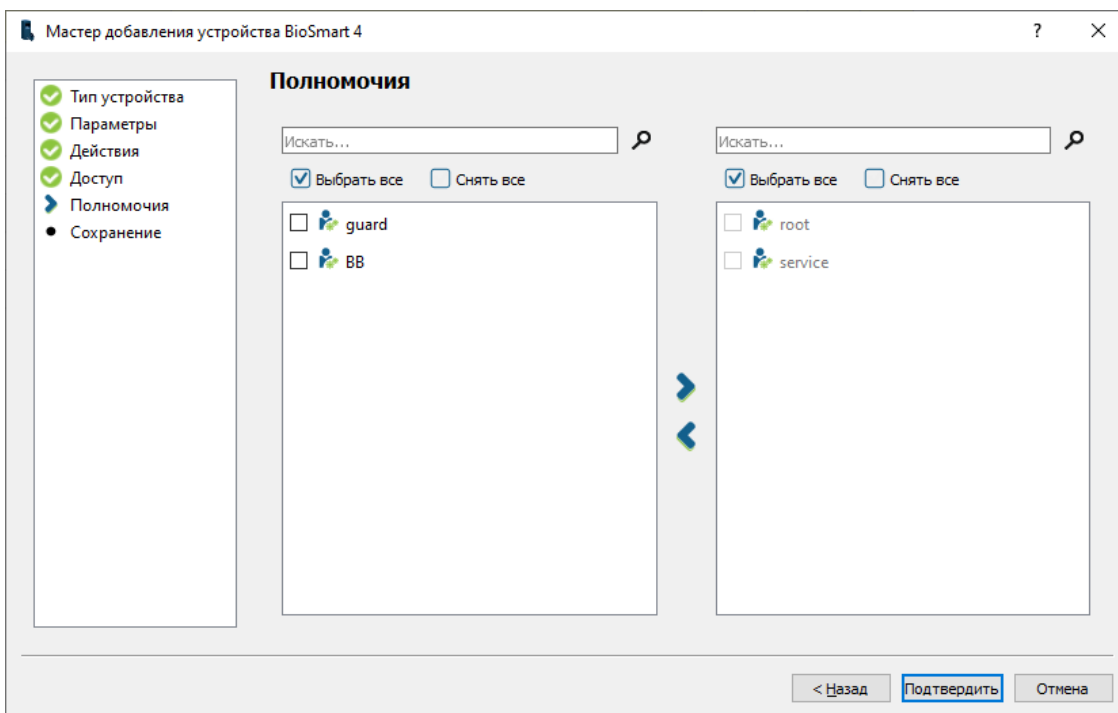 Мастер добавления устройства BioSmart 4
?
Тип устройства
Параметры
Действия
Доступ
Полномочия
Сохранение
Полномочия
Искать...
Выбрать все
Снять все
guard
BB
Искать...
Выбрать все
Снять все
root
service
< Назад
Подтвердить
Отмена